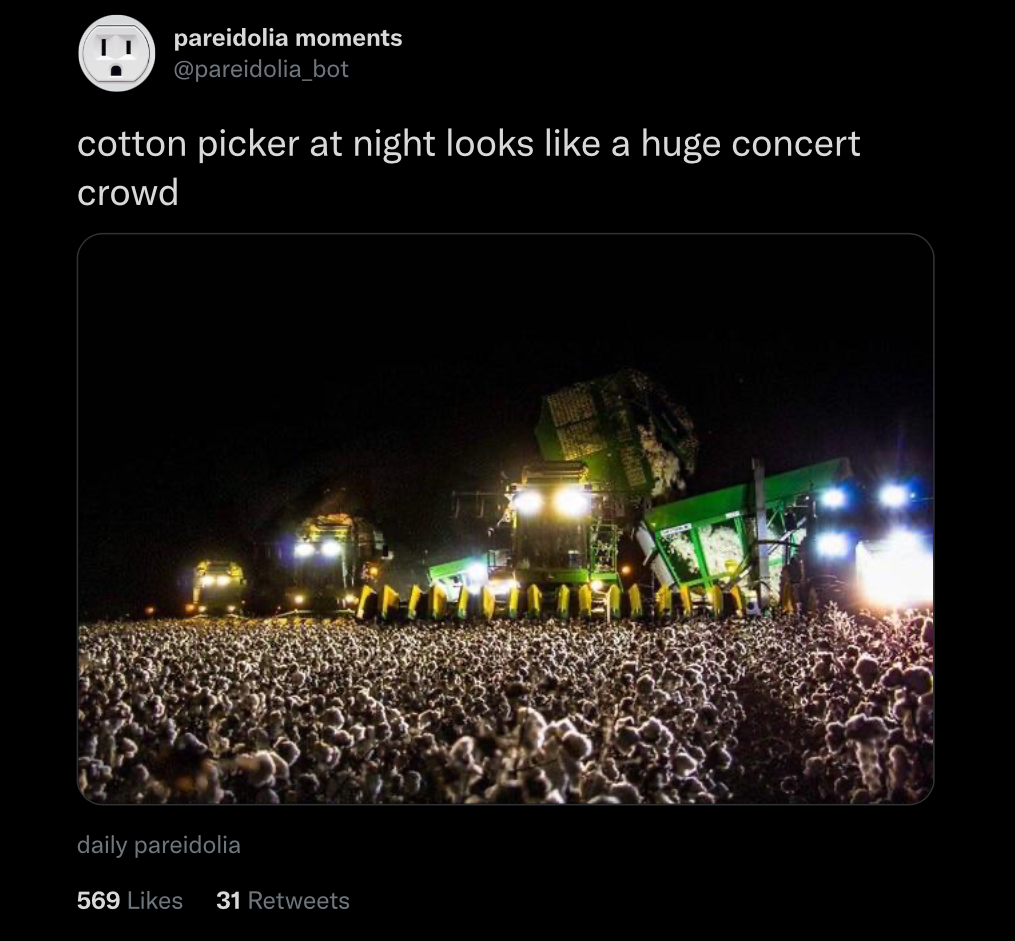 pareidolia moments
@pareidolia_bot
cotton picker at night looks like a huge concert
crowd
daily pareidolia
569 Likes 31 Retweets